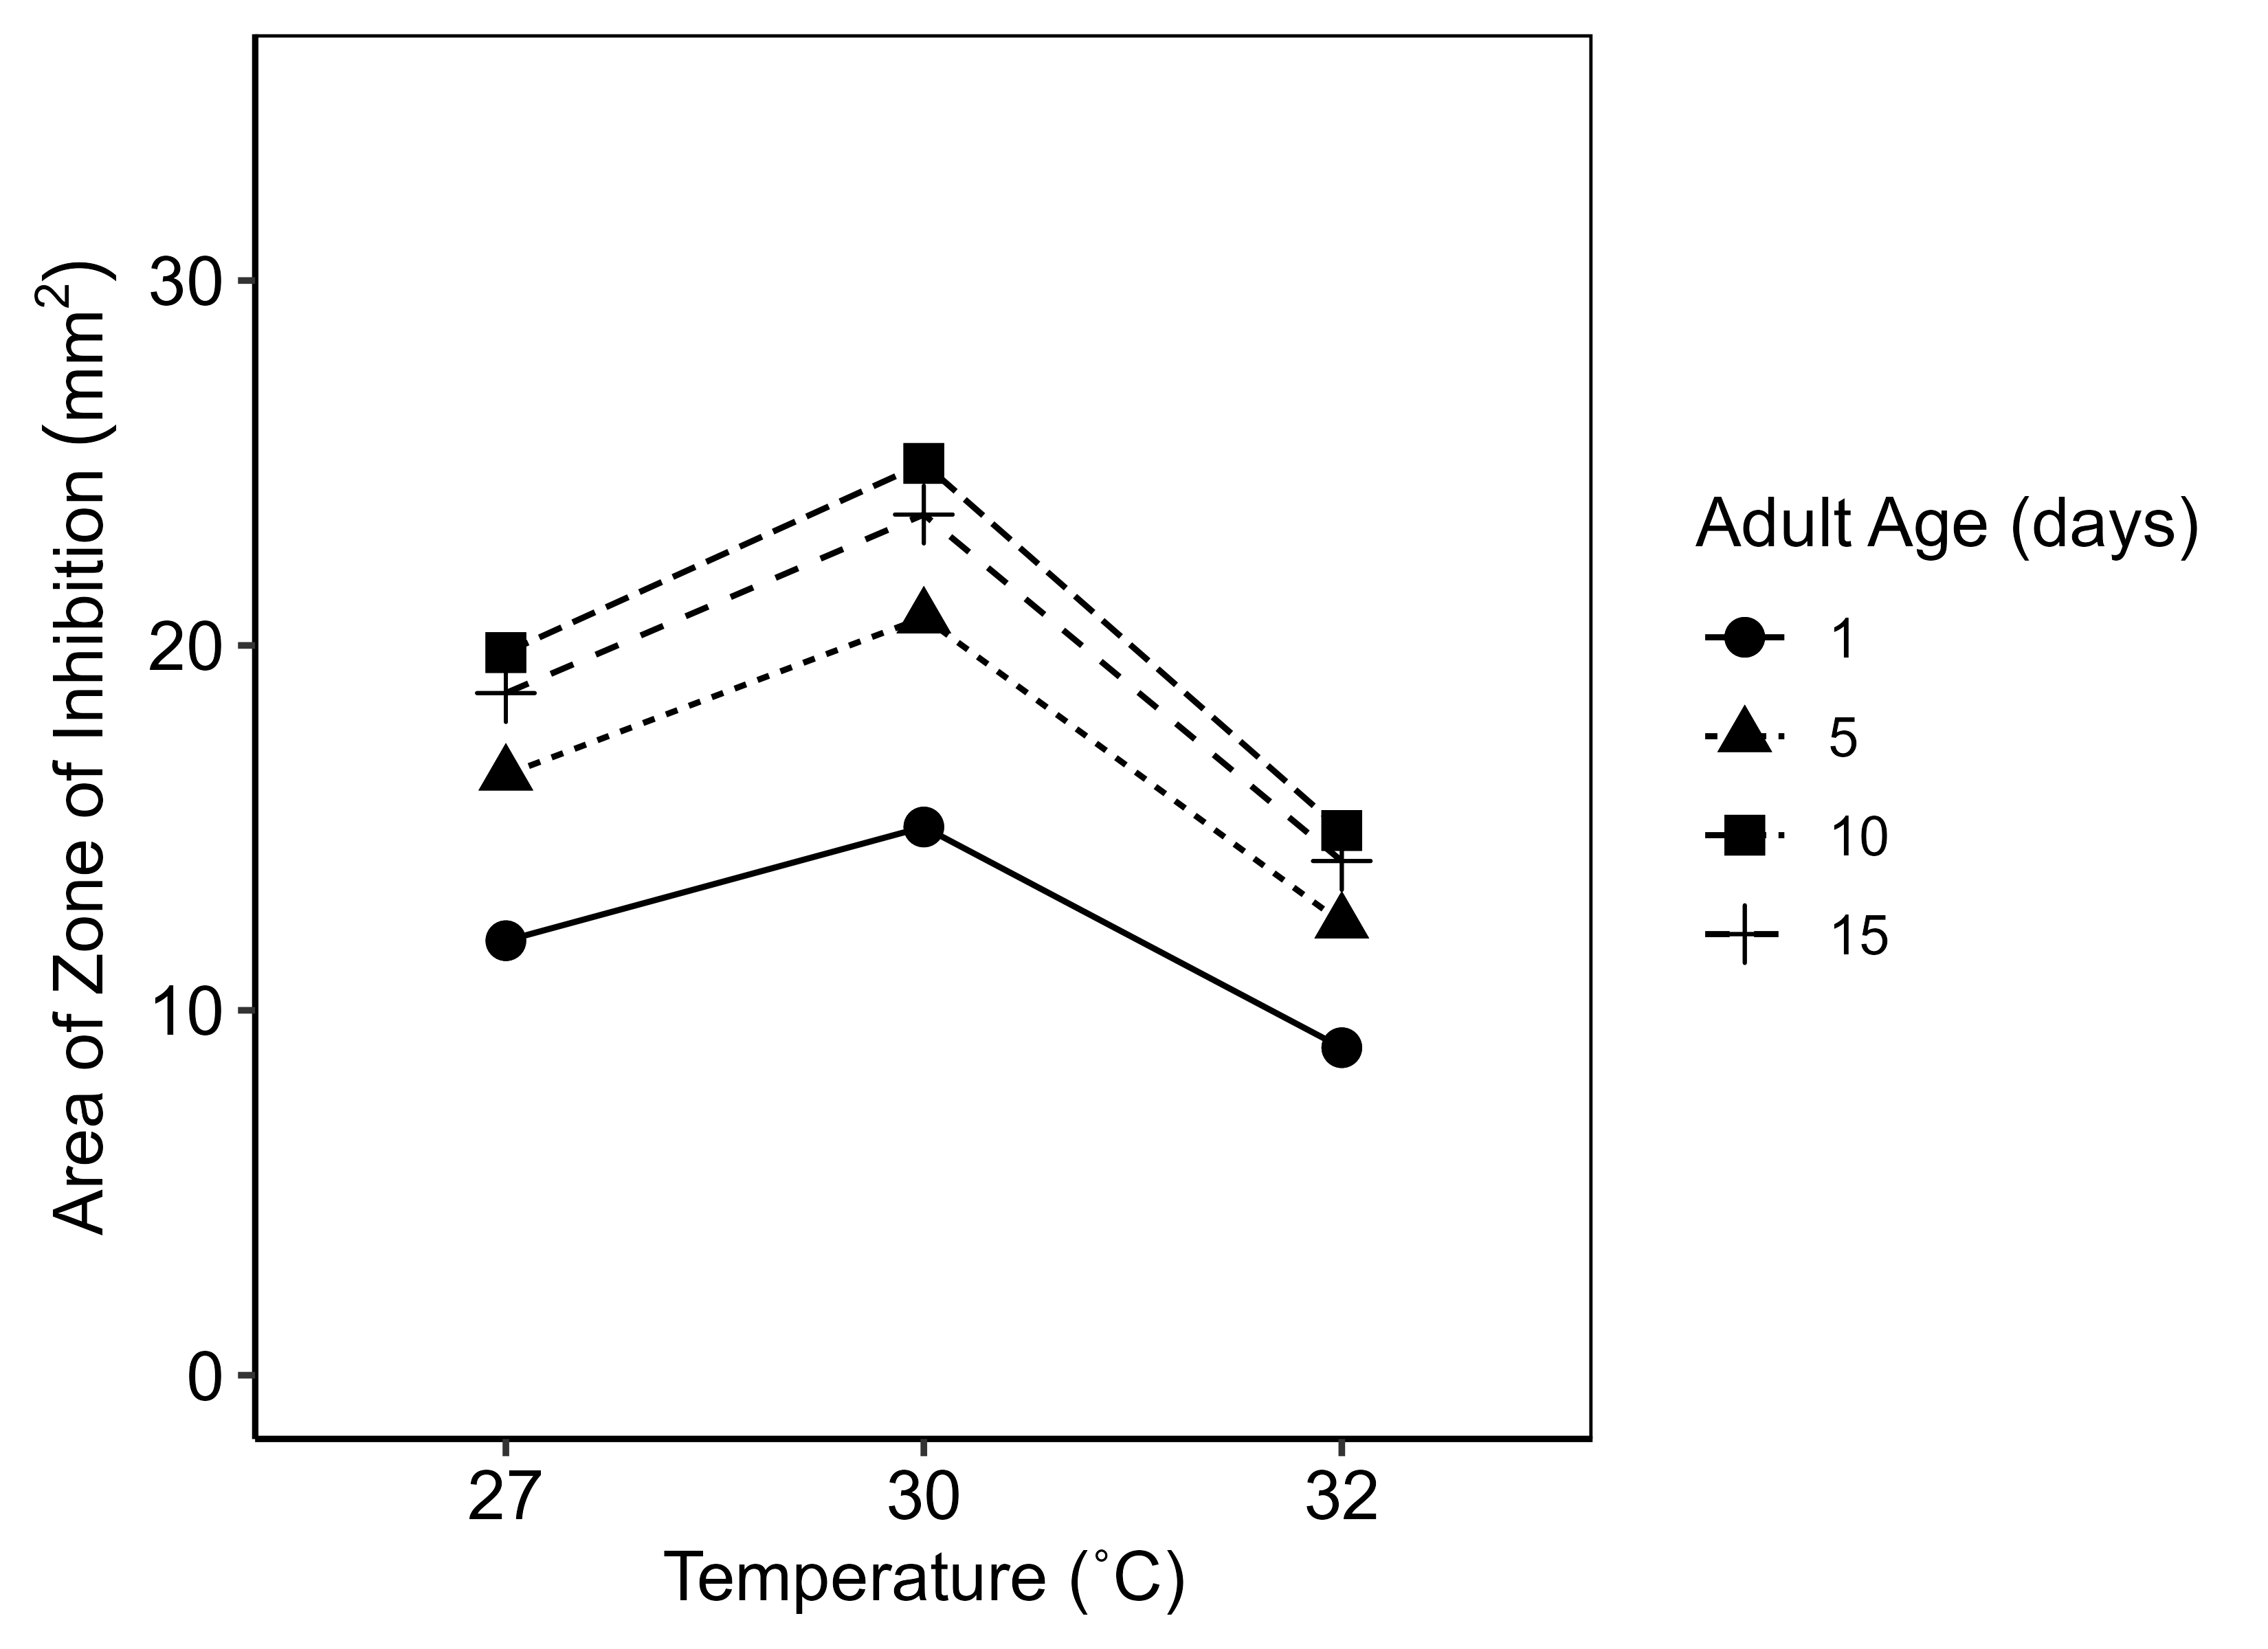 Area of Zone of Inhibition (mm²)
30
20
10
0
27 30 32
Temperature (°C)
Adult Age (days)
1
5
10
15